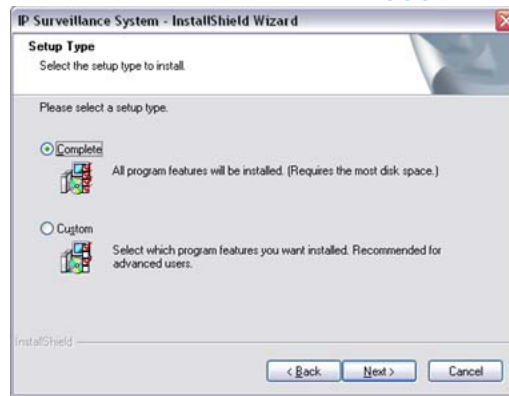 IP Surveillance System - InstallShield Wizard
Setup Type
Select the setup type to install.
Please select a setup type.
Complete
All program features will be installed. (Requires the most disk space.)
Custom
Select which program features you want installed. Recommended for
advanced users.
InstallShield
< Back
Next >
Cancel